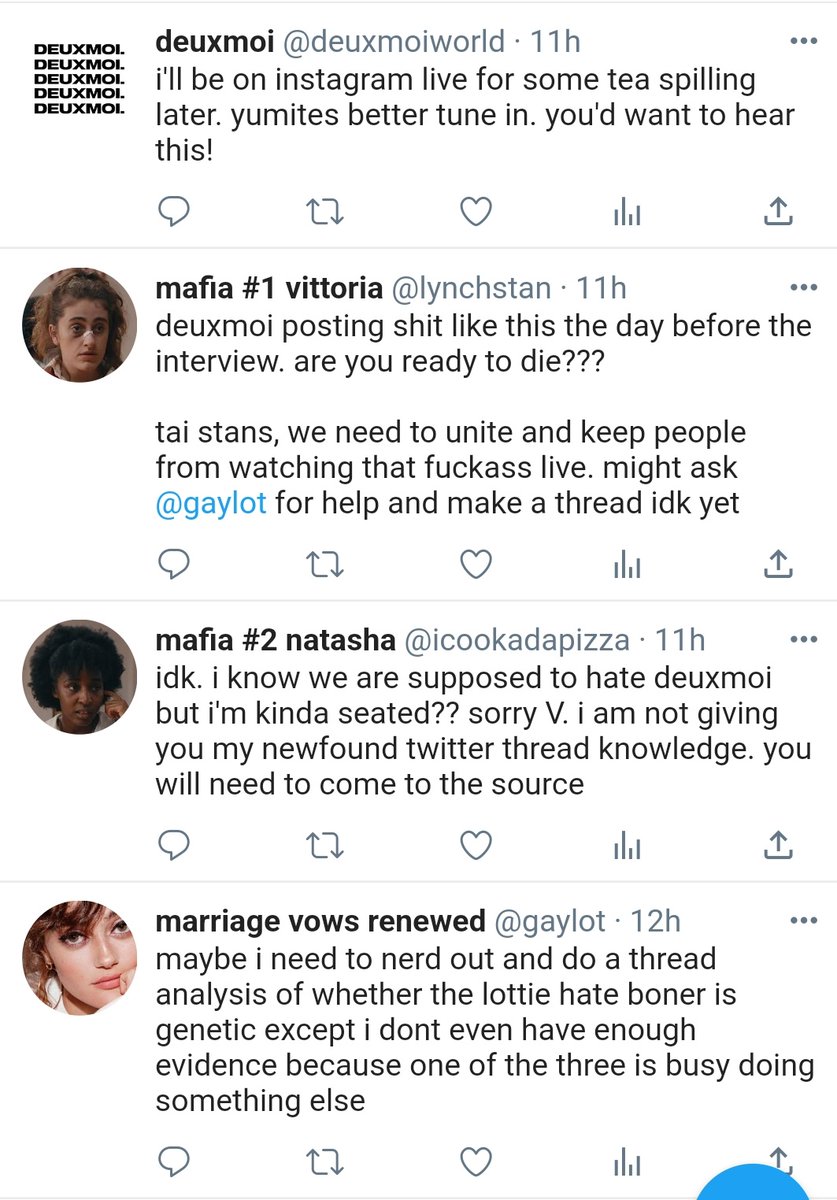 DEUXMOI.
DEUXMOI.
DEUXMOI.
DEUXMOI.
DEUXMOI.
deuxmoi @deuxmoiworld · 11h
i'll be on instagram live for some tea spilling
later. yumites better tune in. you'd want to hear
this!
mafia #1 vittoria @lynchstan · 11h
deuxmoi posting shit like this the day before the
interview. are you ready to die???
tai stans, we need to unite and keep people
from watching that fuckass live. might ask
@gaylot for help and make a thread idk yet
mafia #2 natasha @icookadapizza · 11h
idk. i know we are supposed to hate deuxmoi
but i'm kinda seated?? sorry V. i am not giving
you my newfound twitter thread knowledge. you
will need to come to the source
marriage vows renewed @gaylot · 12h
maybe i need to nerd out and do a thread
analysis of whether the lottie hate boner is
genetic except i dont even have enough
evidence because one of the three is busy doing
something else